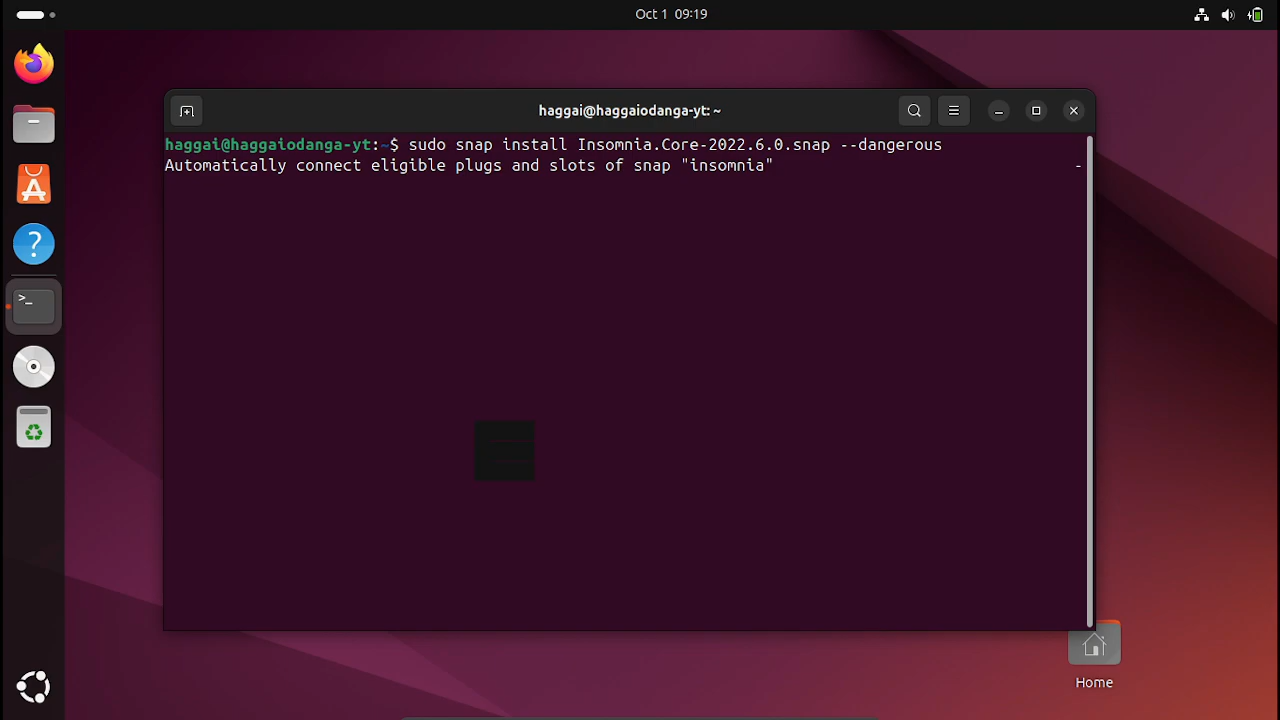 Oct 1 09:19
haggai@haggaiodanga-yt: ~
haggai@haggaiodanga-yt:~$ sudo snap install Insomnia.Core-2022.6.0.snap --dangerous
Automatically connect eligible plugs and slots of snap "insomnia" -
Home